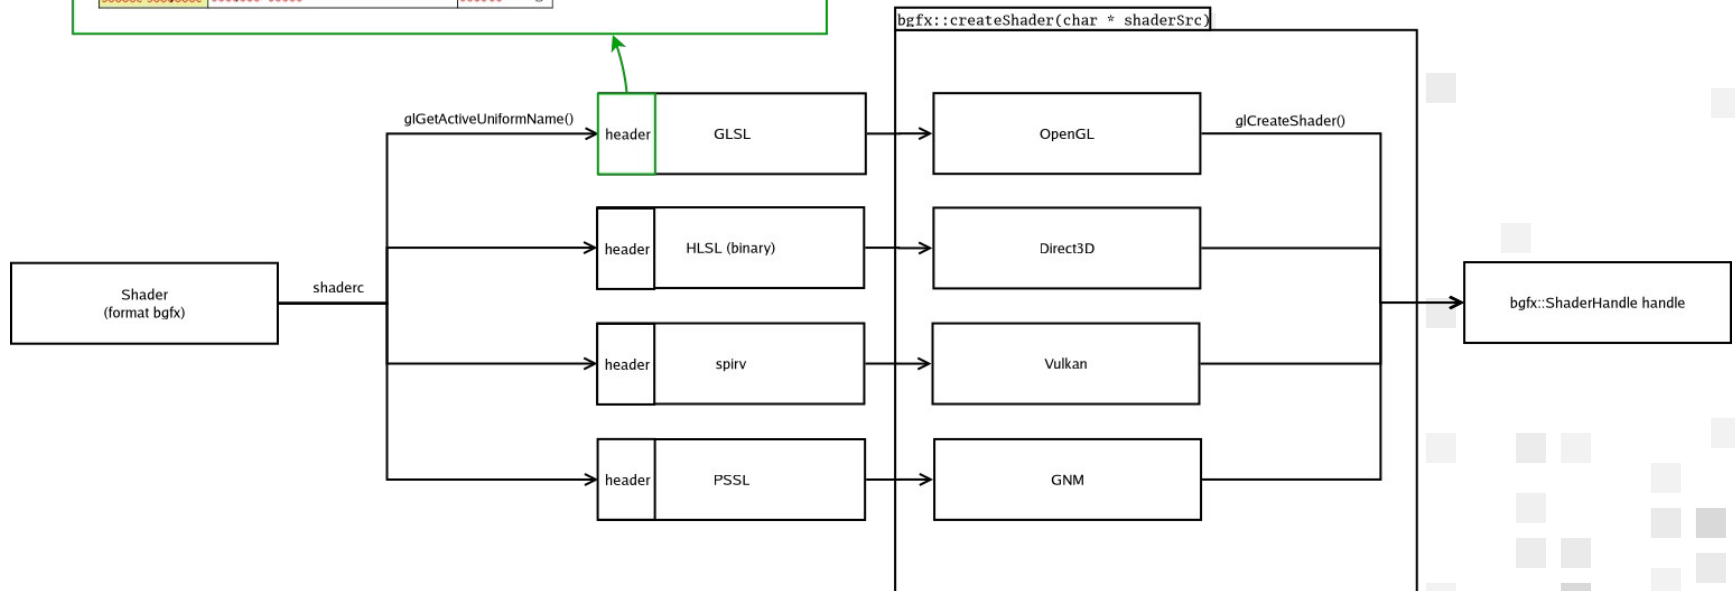 bgfx::createShader(char * shaderSrc)
glGetActiveUniformName()
header
GLSL
OpenGL
glCreateShader()
header
HLSL (binary)
Direct3D
Shader
(format bgfx)
shaderc
bgfx::ShaderHandle handle
header
spirv
Vulkan
header
PSSL
GNM